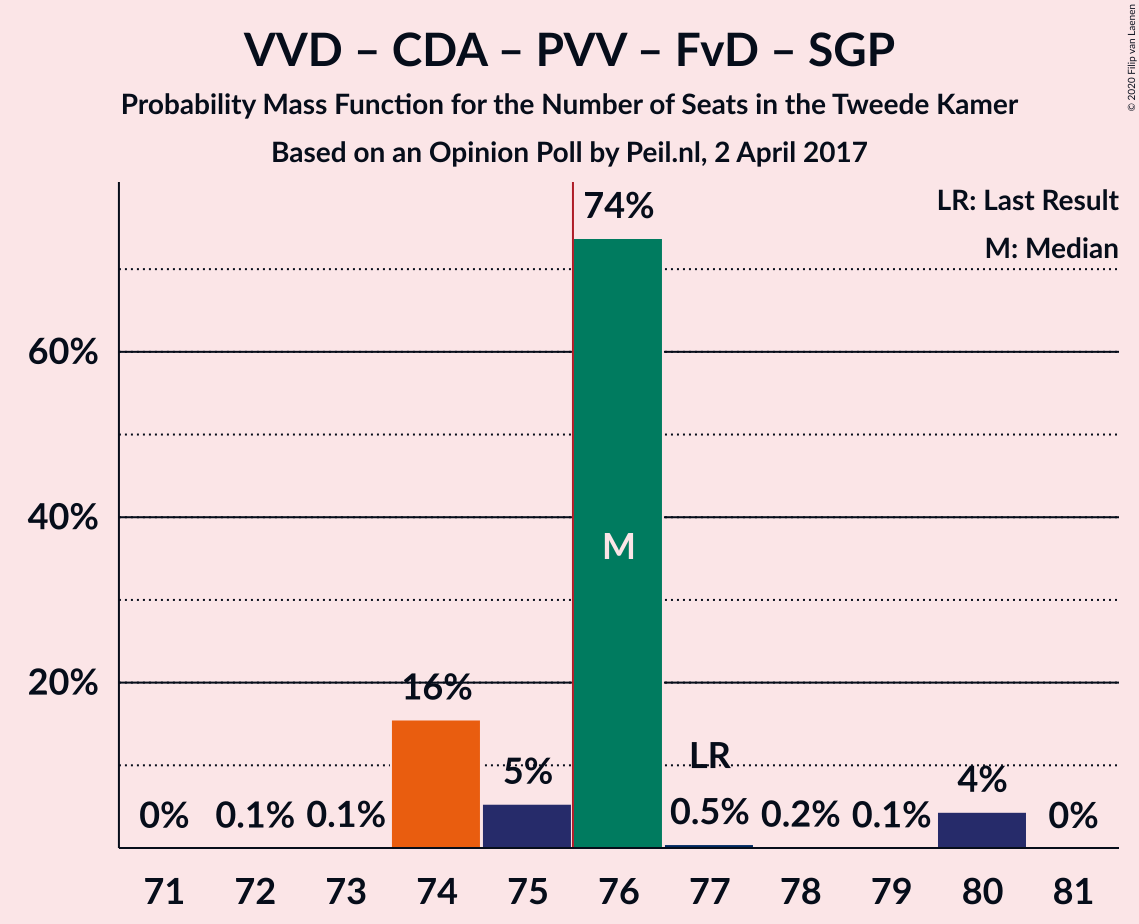 VVD – CDA – PVV – FvD – SGP
Probability Mass Function for the Number of Seats in the Tweede Kamer
Based on an Opinion Poll by Peil.nl, 2 April 2017
© 2020 Filip van Laenen
LR: Last Result
M: Median
74%
60%
40%
M
20%
16%
LR
5%
4%
0%
0.1%
0.1%
0.5%
0.2%
0.1%
0%
71 72 73 74 75 76 77 78 79 80 81